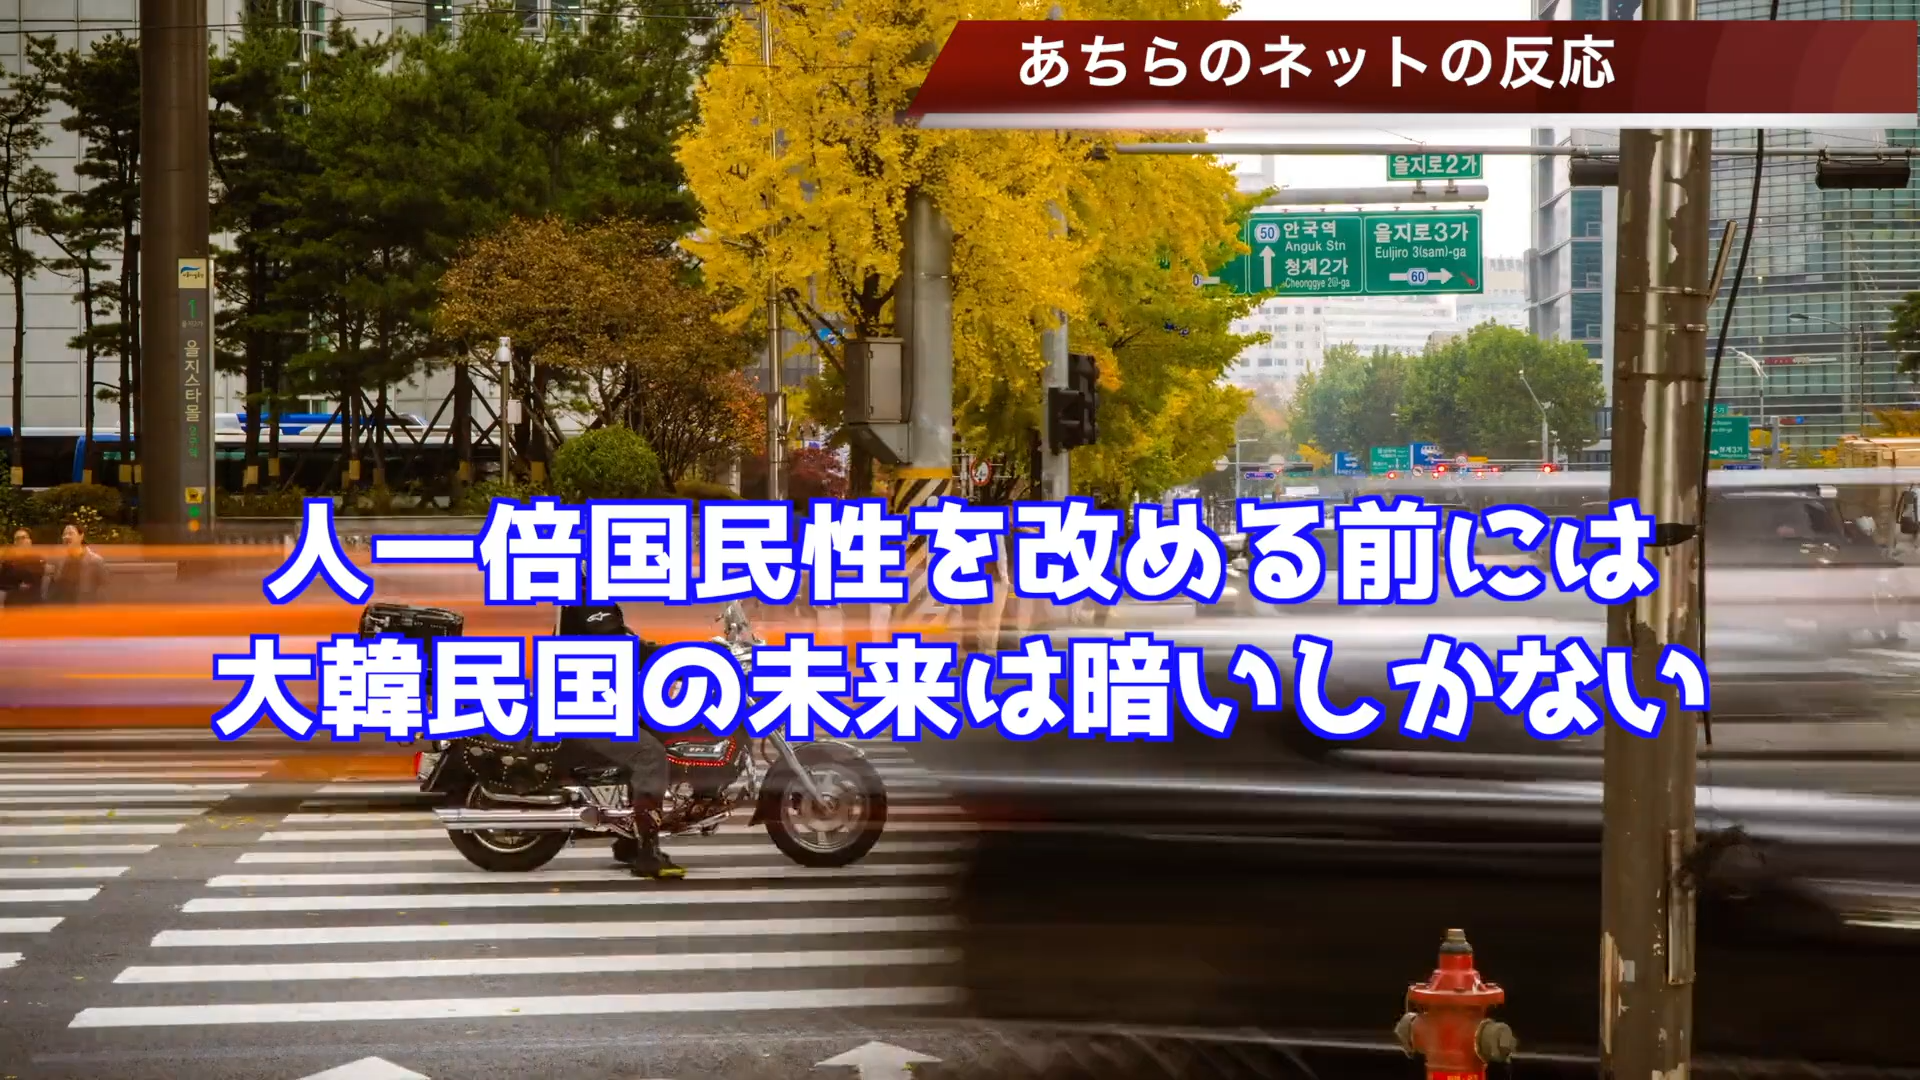 あちらのネットの反応
을지로2가
50 안국역
Anguk Stn
청계2가
Cheonggye 2(i)-ga
을지로3가
Euljiro 3(sam)-ga
60
1
을지스타몰
人一倍国民性を改める前には
大韓民国の未来は暗いしかない